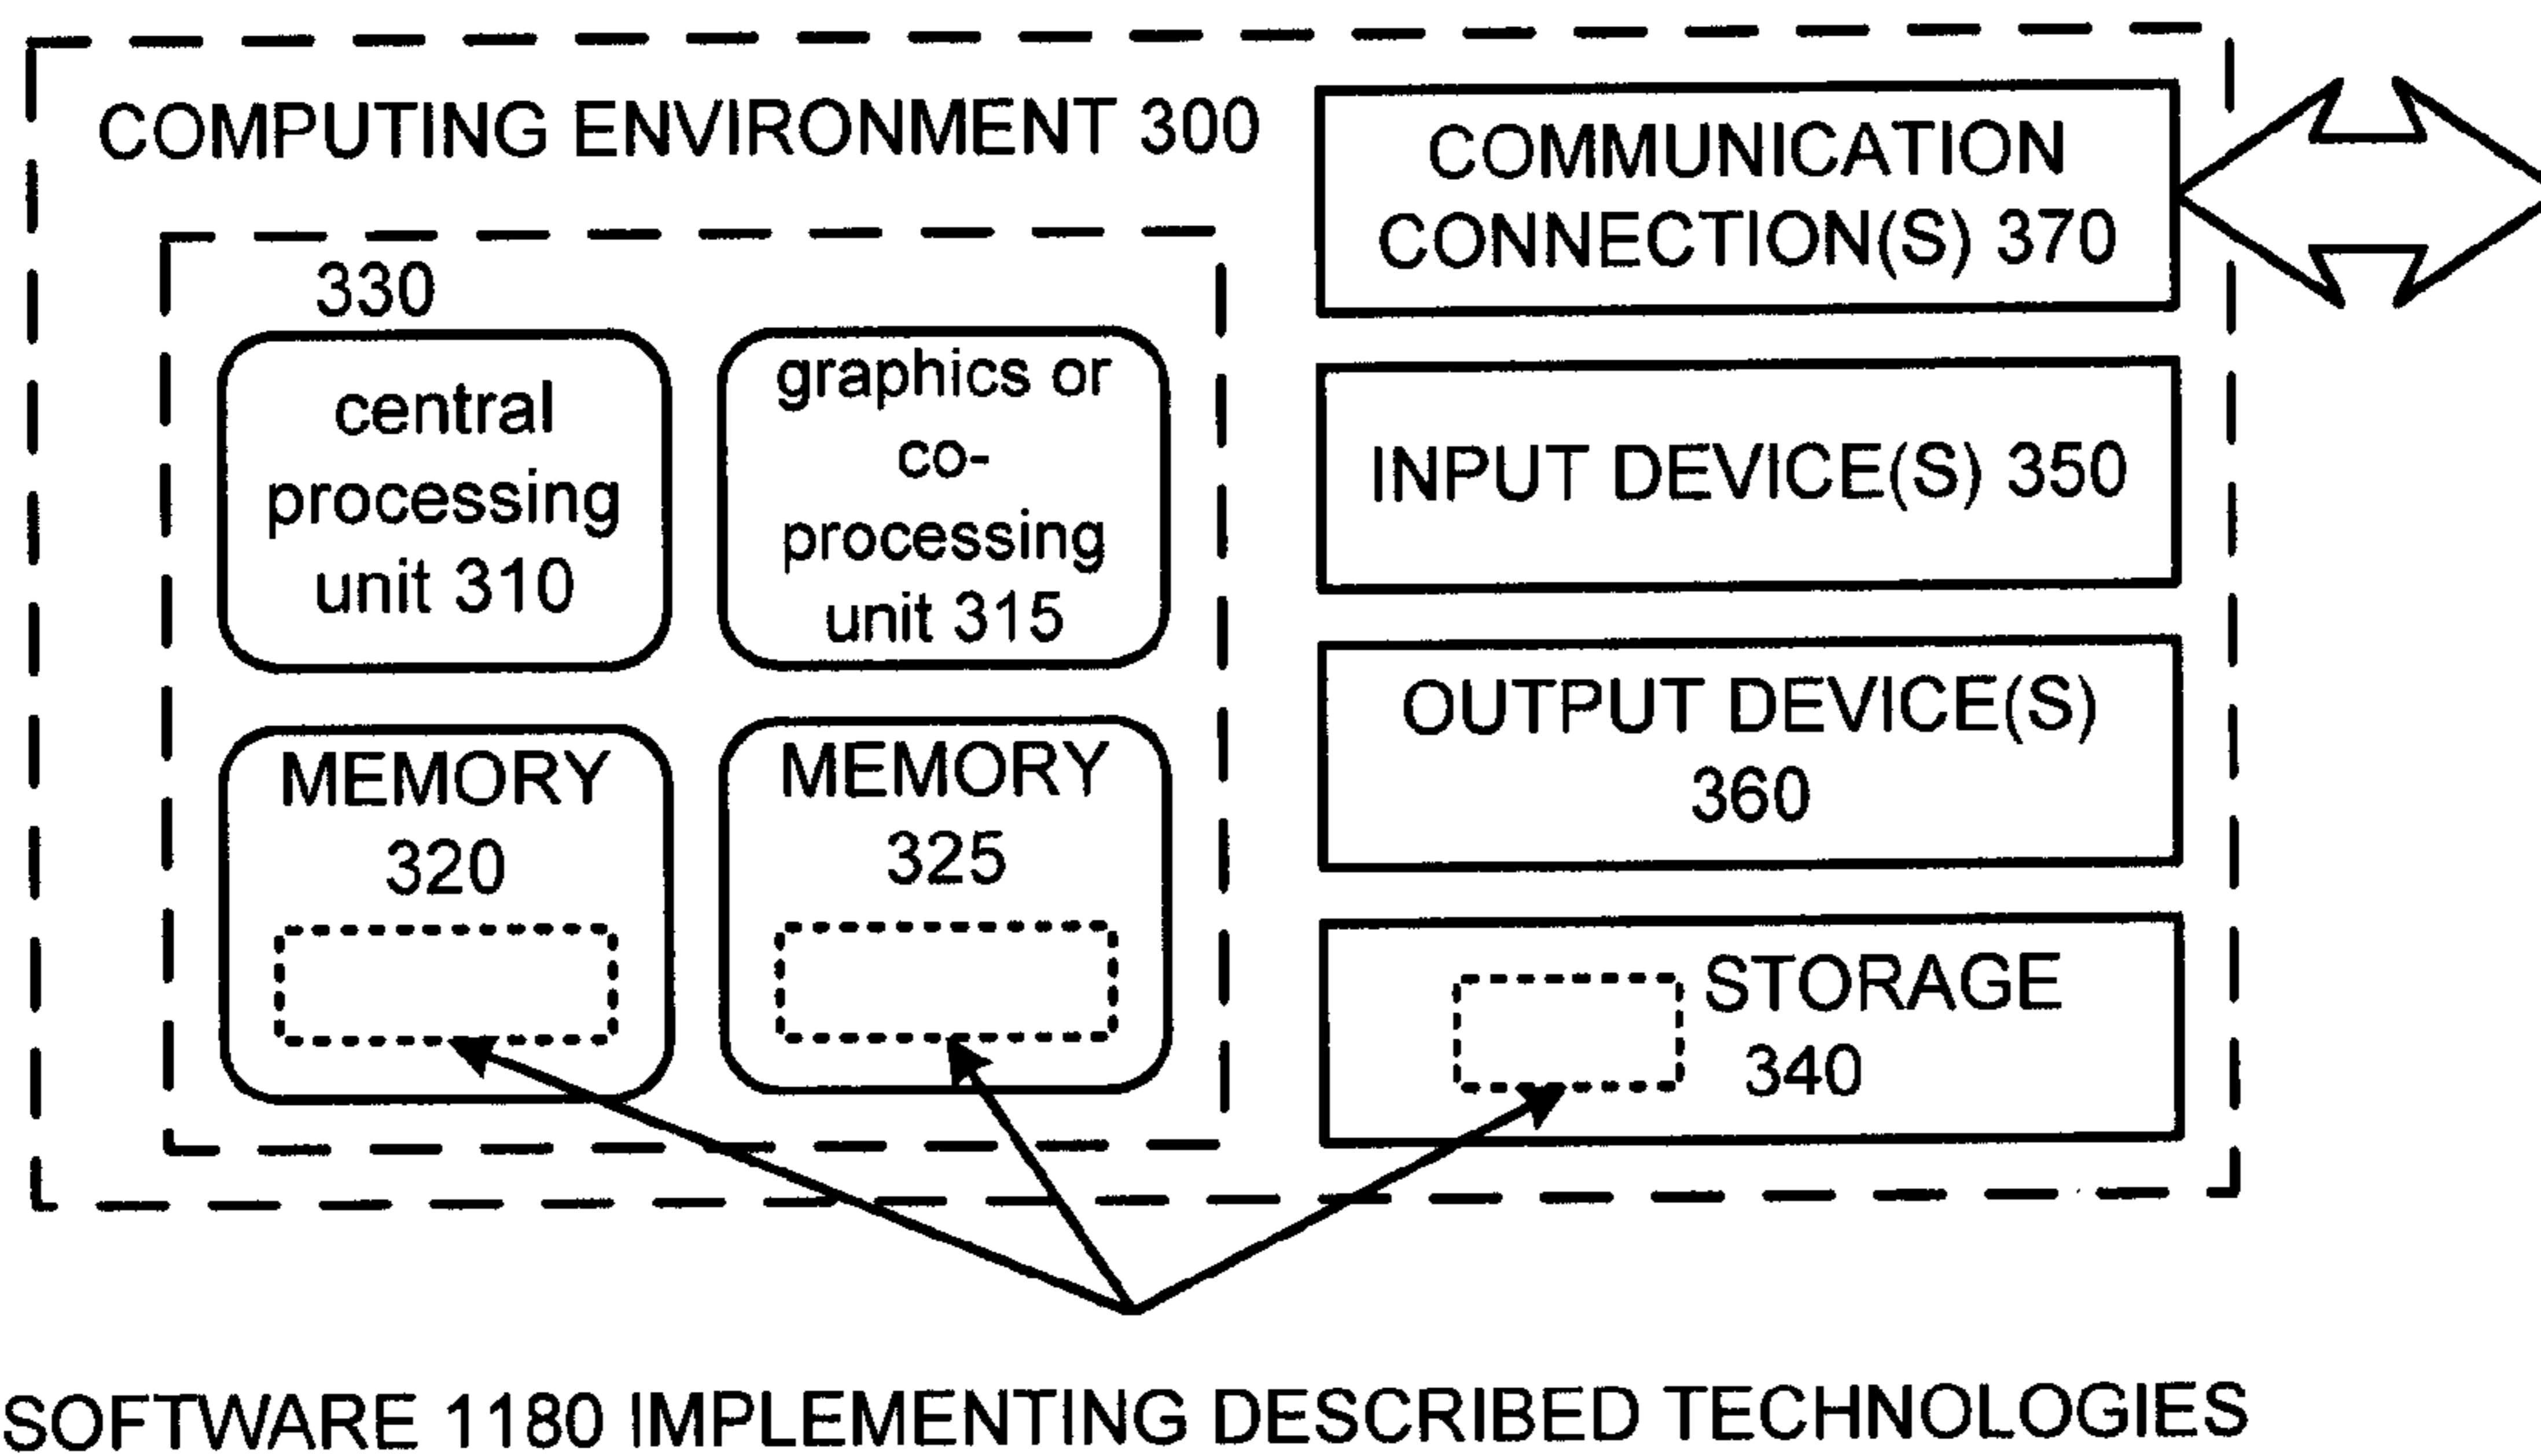 COMPUTING ENVIRONMENT 300
330
central
processing
unit 310
graphics or
co-
processing
unit 315
MEMORY
320
MEMORY
325
COMMUNICATION
CONNECTION(S) 370
INPUT DEVICE(S) 350
OUTPUT DEVICE(S)
360
STORAGE
340
SOFTWARE 1180 IMPLEMENTING DESCRIBED TECHNOLOGIES